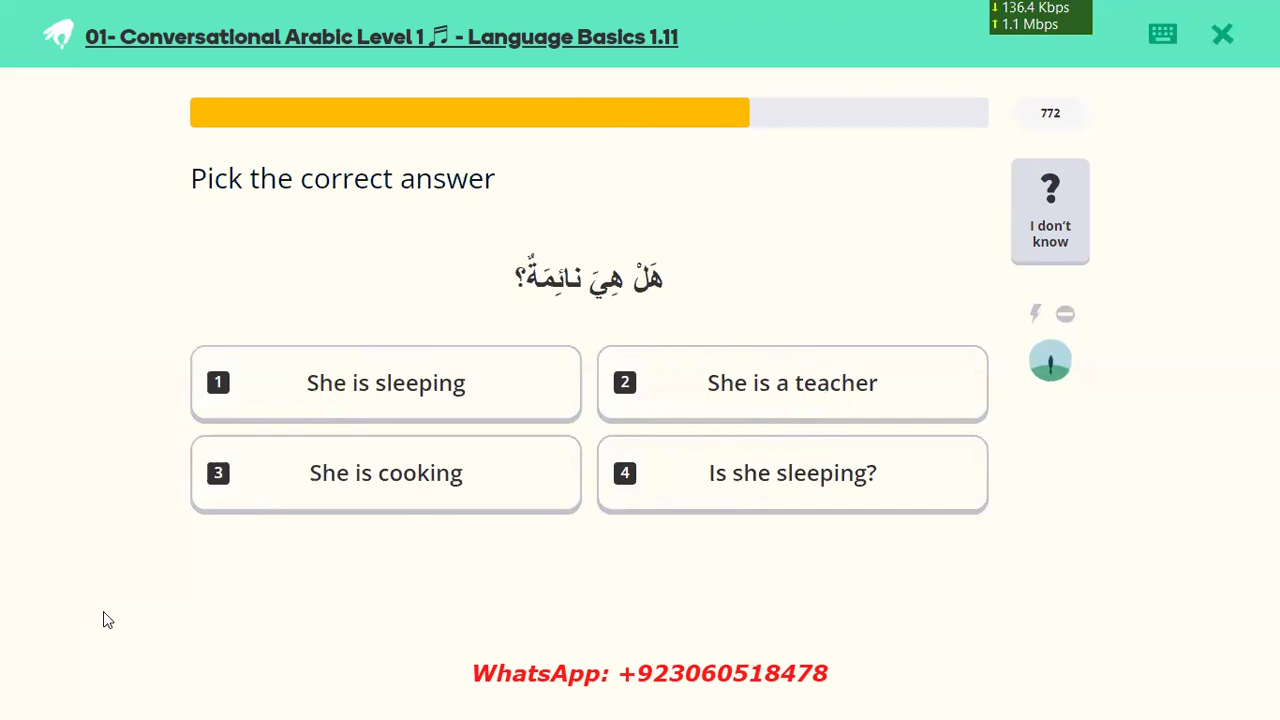 ↓ 136.4 Kbps
↑ 1.1 Mbps
01- Conversational Arabic Level 1 🎵 - Language Basics 1.11
772
Pick the correct answer
?
I don't
know
هَلْ هِيَ نائِمَةٌ؟
1 She is sleeping
2 She is a teacher
3 She is cooking
4 Is she sleeping?
WhatsApp: +923060518478